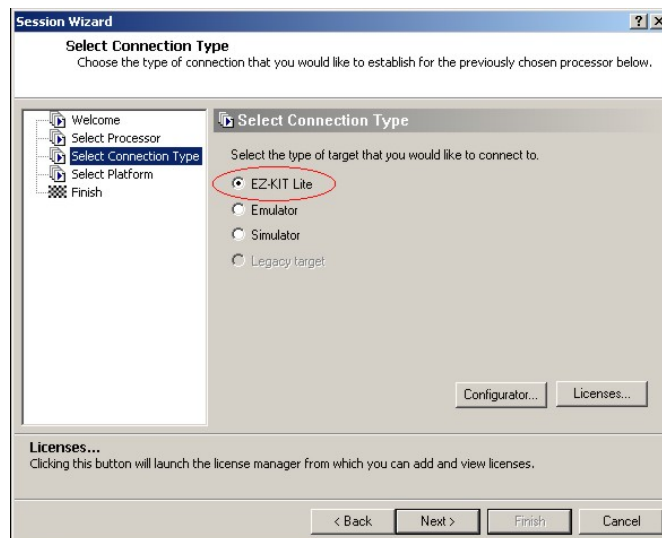 Session Wizard
Select Connection Type
Choose the type of connection that you would like to establish for the previously chosen processor below.
Welcome
Select Processor
Select Connection Type
Select Platform
Finish
Select Connection Type
Select the type of target that you would like to connect to.
EZ-KIT Lite
Emulator
Simulator
Legacy target
Configurator...
Licenses...
Licenses...
Clicking this button will launch the license manager from which you can add and view licenses.
< Back
Next >
Finish
Cancel